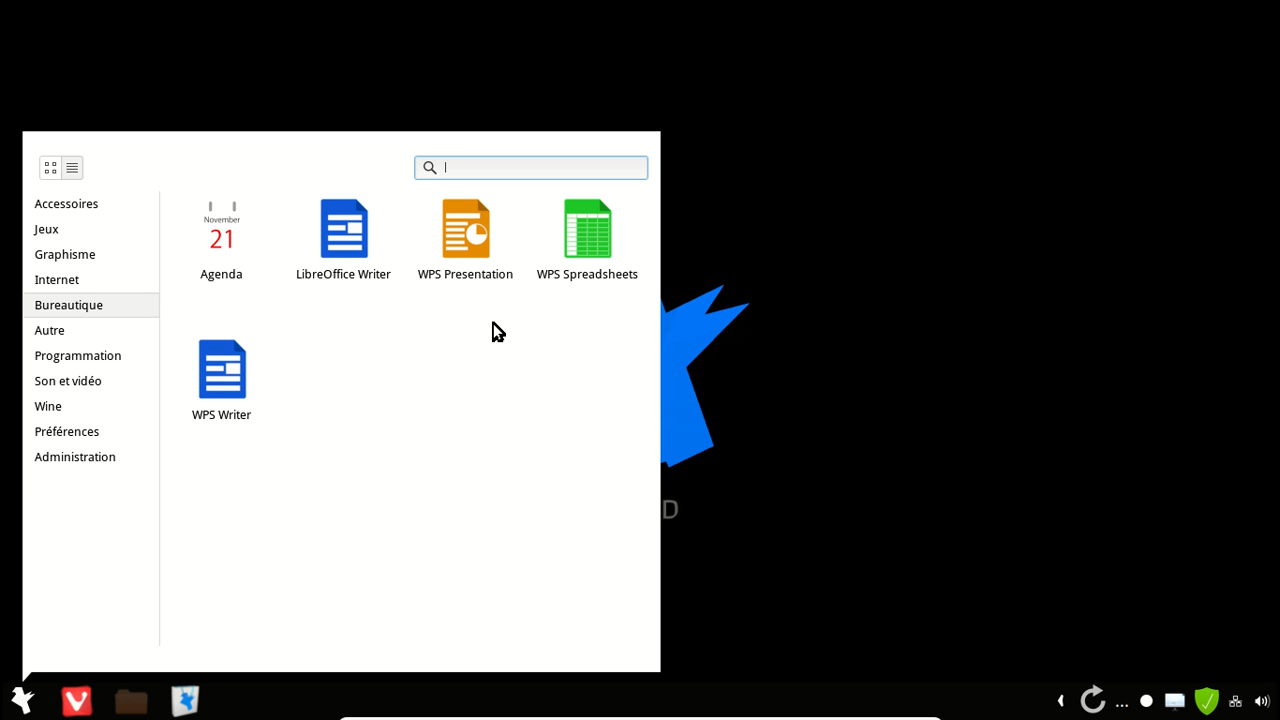 Accessoires
Jeux
Graphisme
Internet
Bureautique
Autre
Programmation
Son et vidéo
Wine
Préférences
Administration
November
21
Agenda
LibreOffice Writer
WPS Presentation
WPS Spreadsheets
WPS Writer
D
...